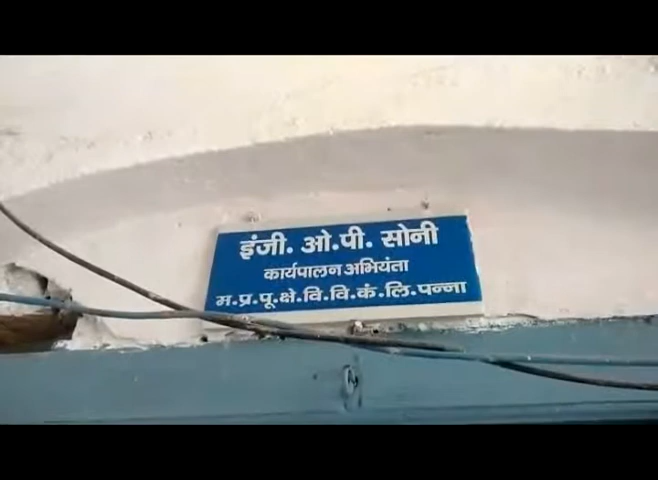 इंजी. ओ.पी. सोनी
कार्यपालन अभियंता
म.प्र.पू.क्षे.वि.वि.कं.लि.पन्ना